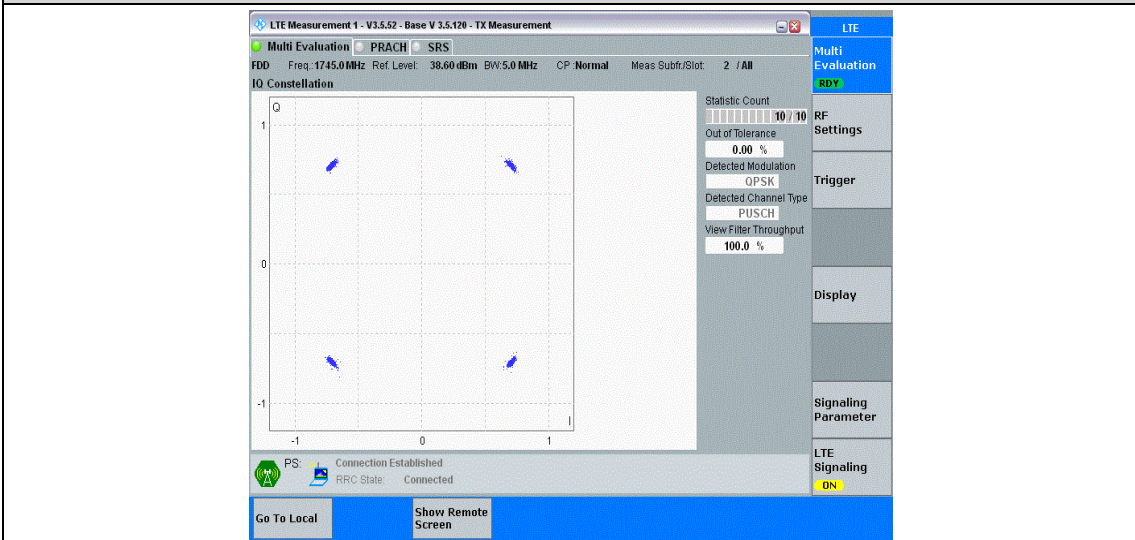 LTE Measurement 1 - V3.5.52 - Base V 3.5.120 - TX Measurement
LTE
Multi Evaluation PRACH SRS
Multi
Evaluation
RDY
FDD Freq.:1745.0 MHz Ref. Level: 38.60 dBm BW:5.0 MHz CP :Normal Meas Subfr./Slot: 2 / All
IQ Constellation
Q
1
0
-1
I
-1 0 1
Statistic Count
10 / 10
Out of Tolerance
0.00 %
Detected Modulation
QPSK
Detected Channel Type
PUSCH
View Filter Throughput
100.0 %
RF
Settings
Trigger
Display
Signaling
Parameter
LTE
Signaling
ON
PS: Connection Established
RRC State: Connected
Go To Local
Show Remote
Screen